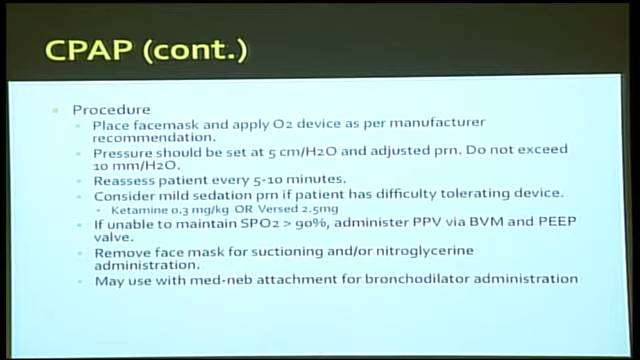 CPAP (cont.)
Procedure
Place facemask and apply O2 device as per manufacturer
recommendation.
Pressure should be set at 5 cm/H2O and adjusted prn. Do not exceed
10 mm/H2O.
Reassess patient every 5-10 minutes.
Consider mild sedation prn if patient has difficulty tolerating device.
Ketamine 0.3 mg/kg OR Versed 2.5mg
If unable to maintain SPO2 > 90%, administer PPV via BVM and PEEP
valve.
Remove face mask for suctioning and/or nitroglycerine
administration.
May use with med-neb attachment for bronchodilator administration